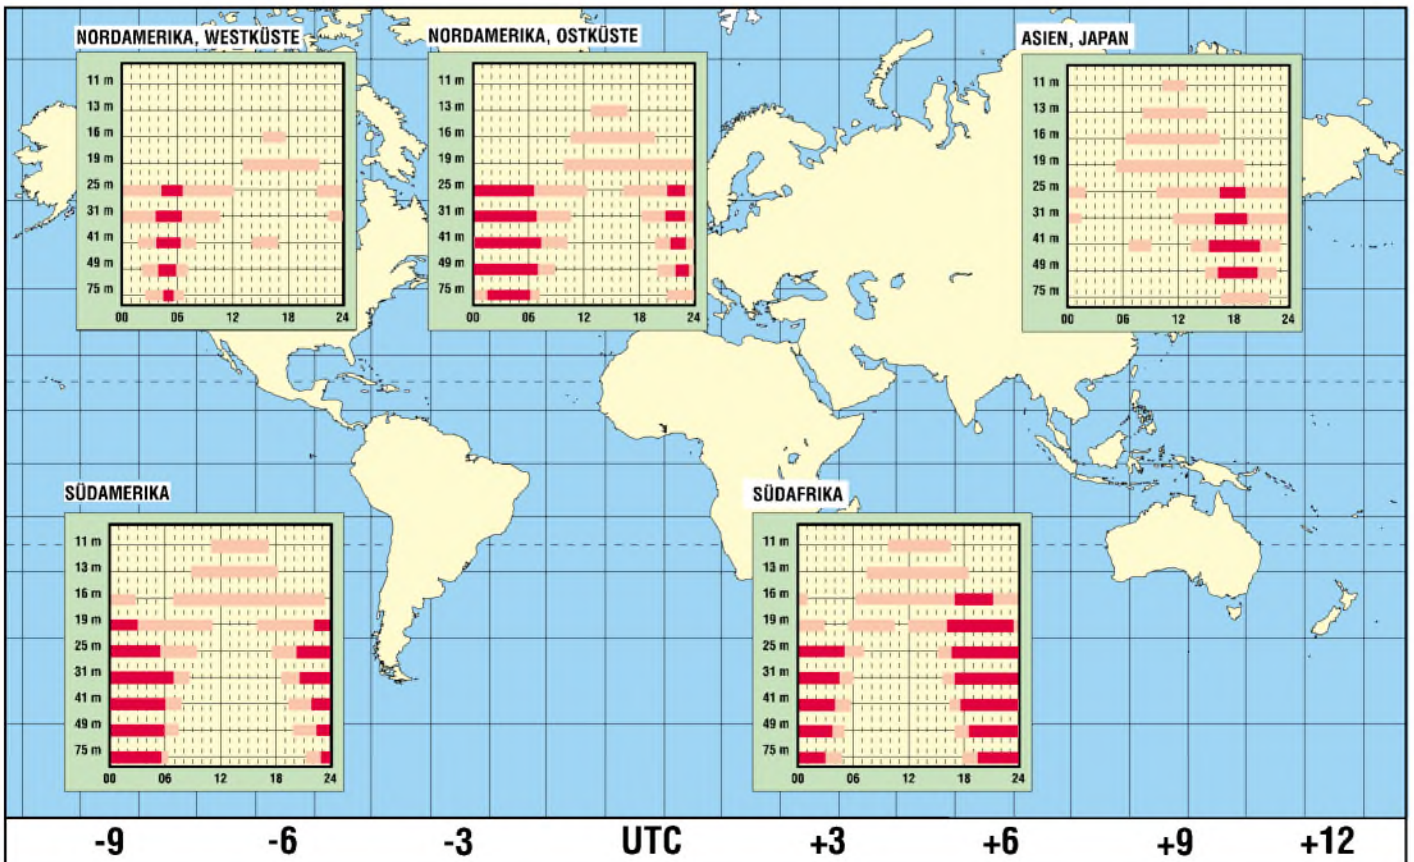 NORDAMERIKA, WESTKÜSTE
11 m
13 m
16 m
19 m
25 m
31 m
41 m
49 m
75 m
00 06 12 18 24
NORDAMERIKA, OSTKÜSTE
11 m
13 m
16 m
19 m
25 m
31 m
41 m
49 m
75 m
00 06 12 18 24
ASIEN, JAPAN
11 m
13 m
16 m
19 m
25 m
31 m
41 m
49 m
75 m
00 06 12 18 24
SÜDAMERIKA
11 m
13 m
16 m
19 m
25 m
31 m
41 m
49 m
75 m
00 06 12 18 24
SÜDAFRIKA
11 m
13 m
16 m
19 m
25 m
31 m
41 m
49 m
75 m
00 06 12 18 24
-9 -6 -3 UTC +3 +6 +9 +12